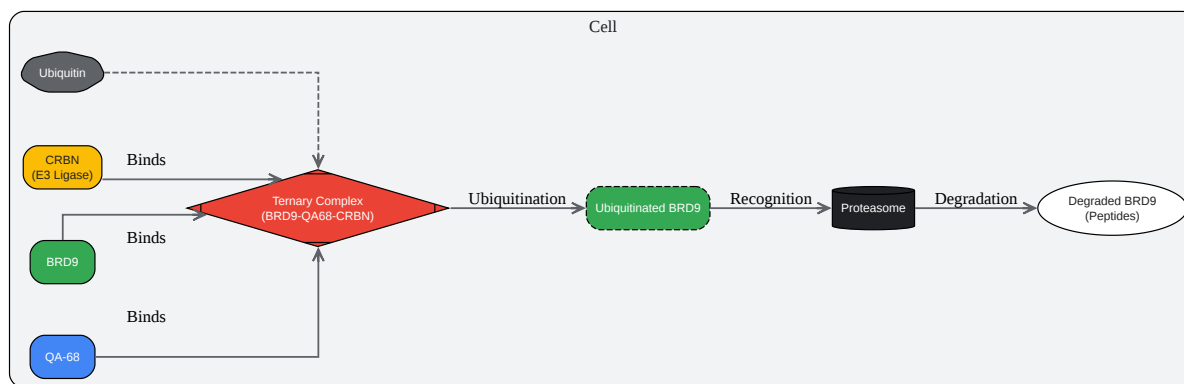 Cell
Ubiquitin
CRBN
(E3 Ligase)
Binds
BRD9
Binds
QA-68
Binds
Ternary Complex
(BRD9-QA68-CRBN)
Ubiquitination
Ubiquitinated BRD9
Recognition
Proteasome
Degradation
Degraded BRD9
(Peptides)